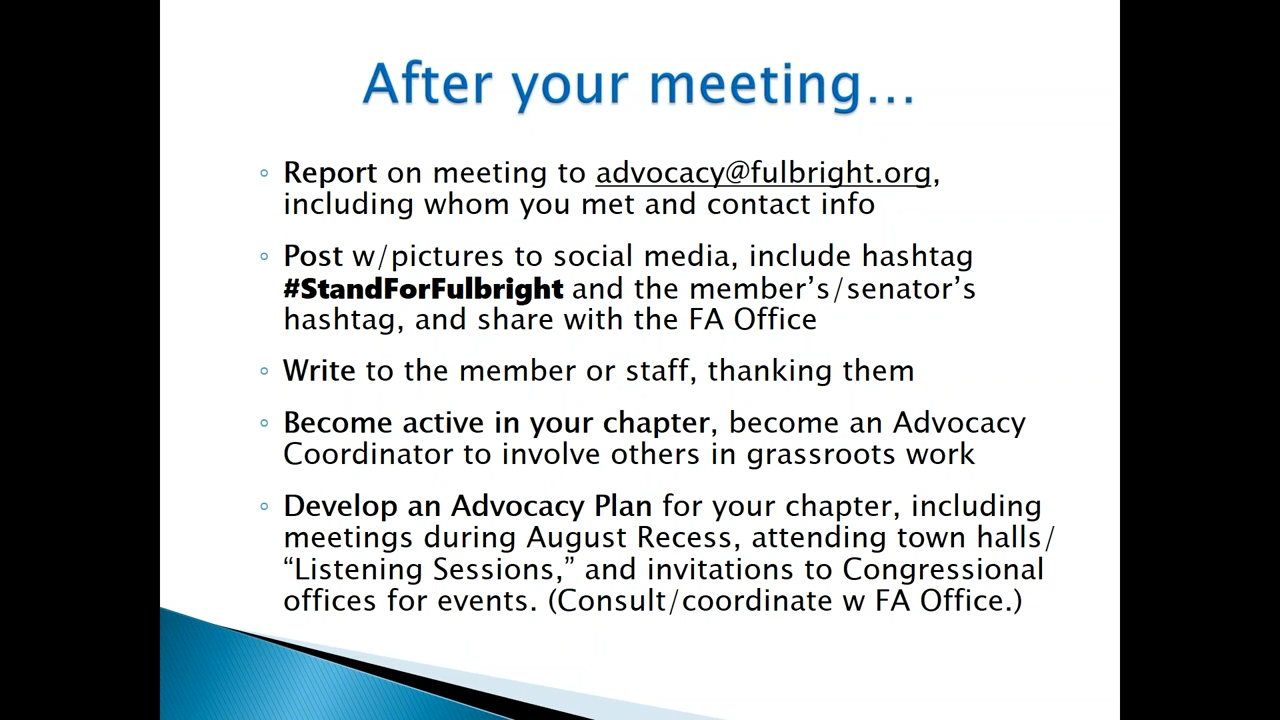 After your meeting…
◦ Report on meeting to advocacy@fulbright.org,
including whom you met and contact info
◦ Post w/pictures to social media, include hashtag
#StandForFulbright and the member’s/senator’s
hashtag, and share with the FA Office
◦ Write to the member or staff, thanking them
◦ Become active in your chapter, become an Advocacy
Coordinator to involve others in grassroots work
◦ Develop an Advocacy Plan for your chapter, including
meetings during August Recess, attending town halls/
“Listening Sessions,” and invitations to Congressional
offices for events. (Consult/coordinate w FA Office.)